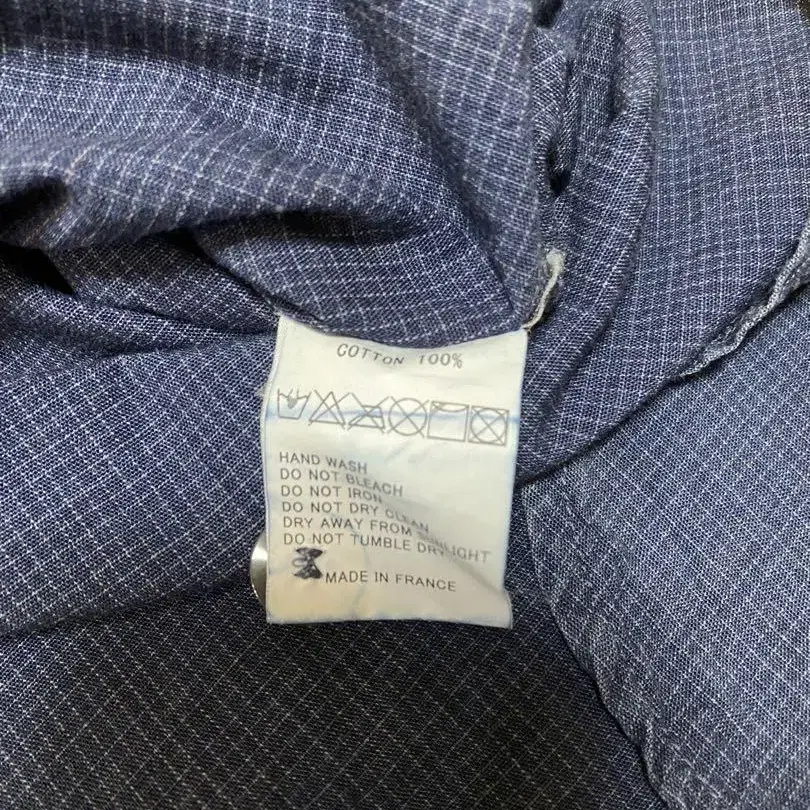 COTTON 100%
HAND WASH
DO NOT BLEACH
DO NOT IRON
DO NOT DRY CLEAN
DRY AWAY FROM SUNLIGHT
DO NOT TUMBLE DRY
MADE IN FRANCE